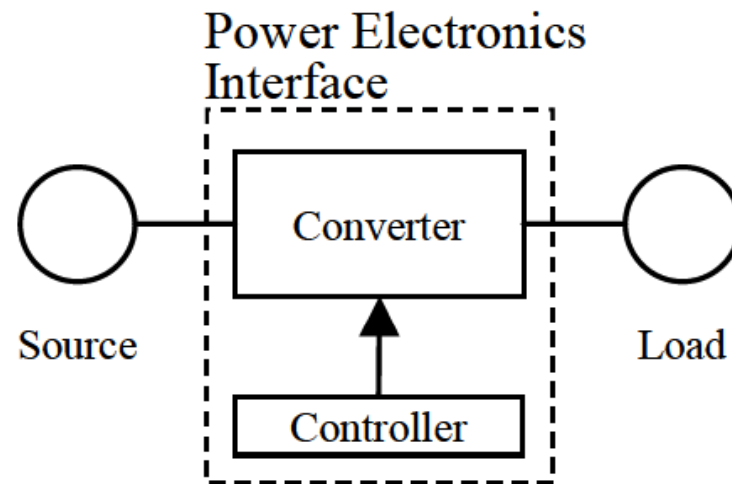 Power Electronics
Interface
Converter
Source
Load
Controller